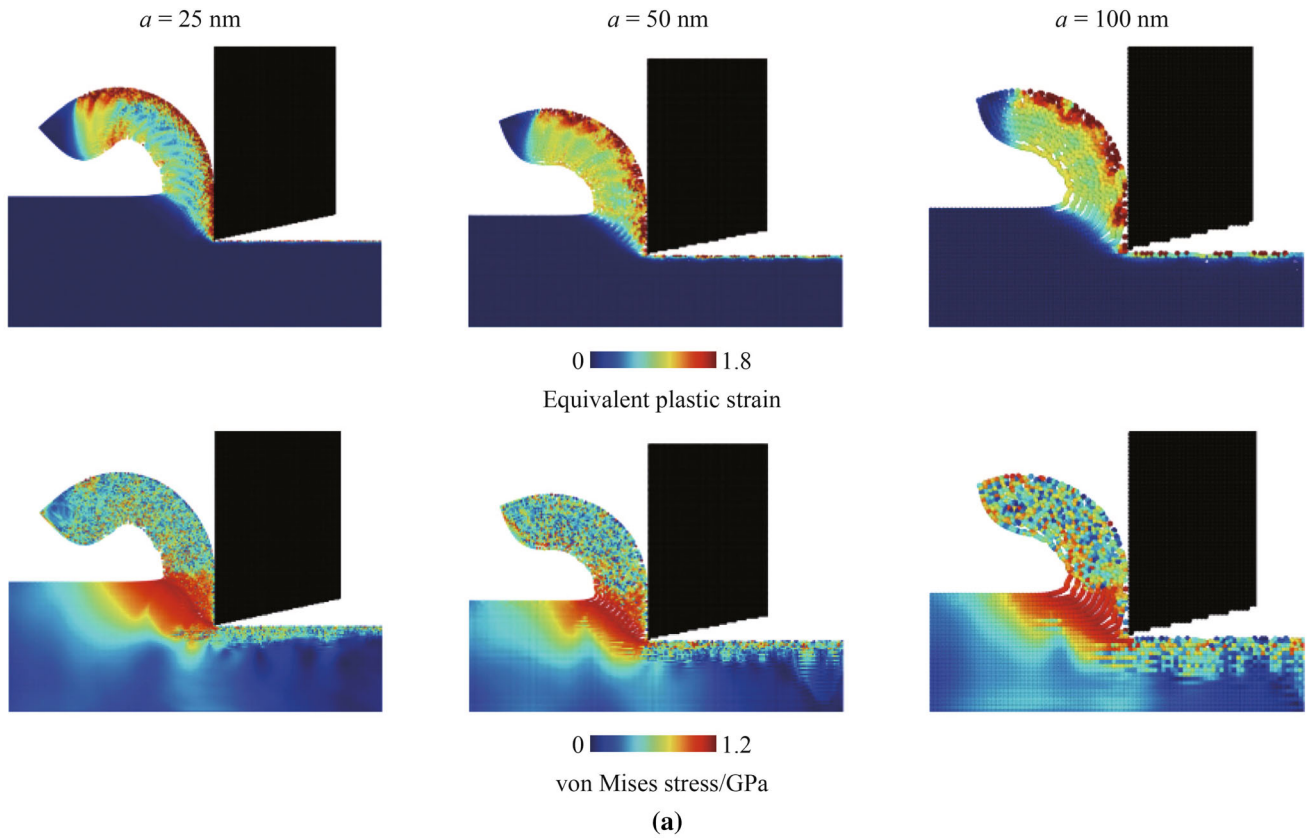 a = 25 nm
a = 50 nm
a = 100 nm
0 1.8
Equivalent plastic strain
0 1.2
von Mises stress/GPa
(a)